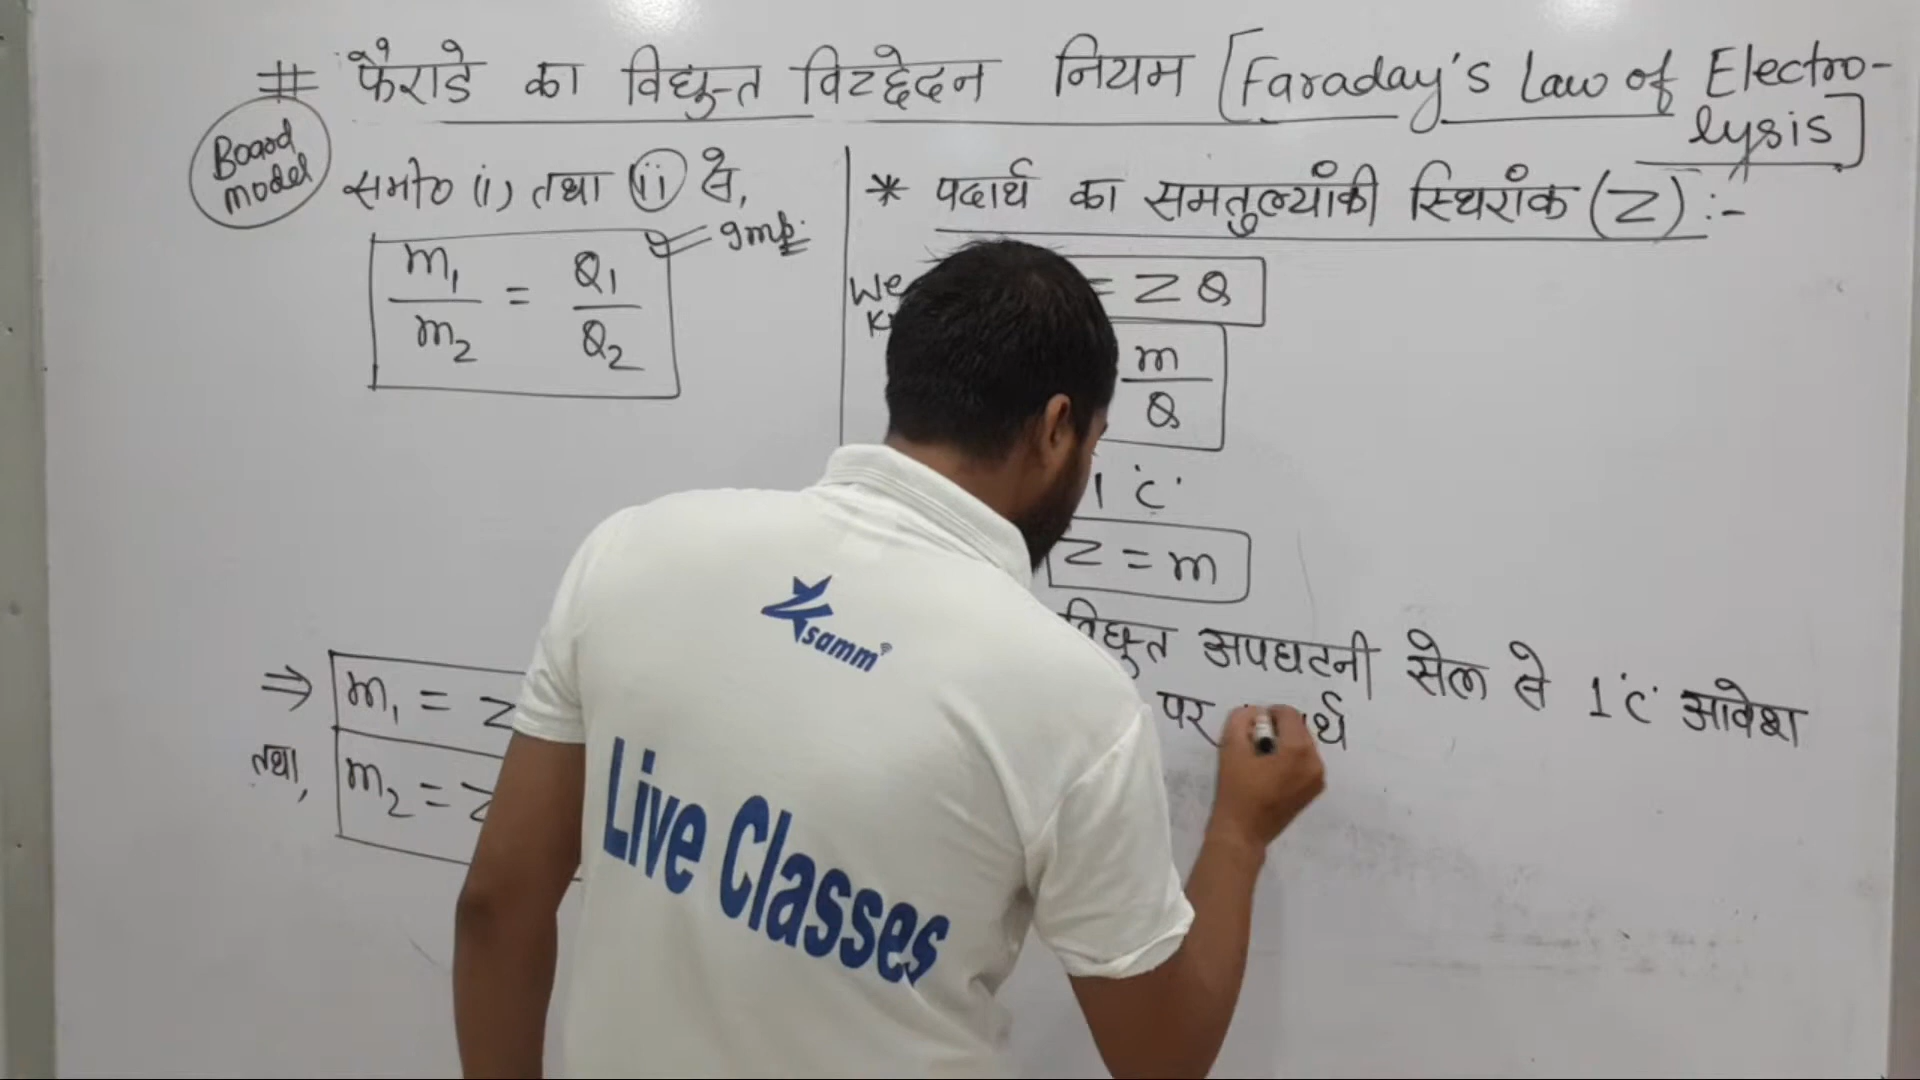 # फैराडे का विद्युत विच्छेदन नियम [Faraday's Law of Electro-
lysis]
Board
model
समी० (i) तथा (ii) से,
Imp.
m₁/m₂ = Q₁/Q₂
⇒ m₁ = Z
तथा, m₂ = Z
* पदार्थ का समतुल्यांकी स्थिरांक (Z) :-
We = ZQ
m/Q
1 'C'
Z = m
विद्युत अपघटनी सेल से 1 'C' आवेश
पर
samm
Live Classes